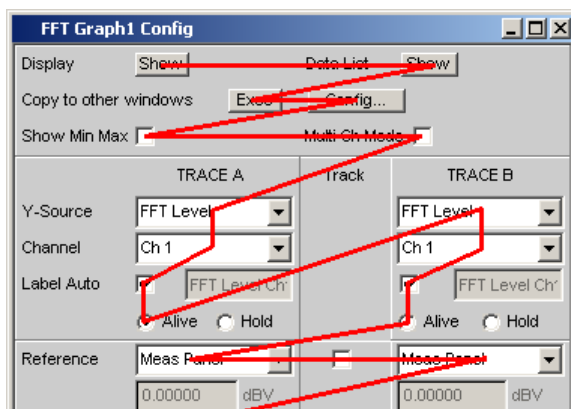 FFT Graph1 Config
Display Show Data List Show
Copy to other windows Exec Config...
Show Min Max Multi Ch Mode
TRACE A Track TRACE B
Y-Source FFT Level FFT Level
Channel Ch 1 Ch 1
Label Auto FFT Level Ch1 FFT Level Ch1
Alive Hold Alive Hold
Reference Meas Panel Meas Panel
0.00000 dBV 0.00000 dBV